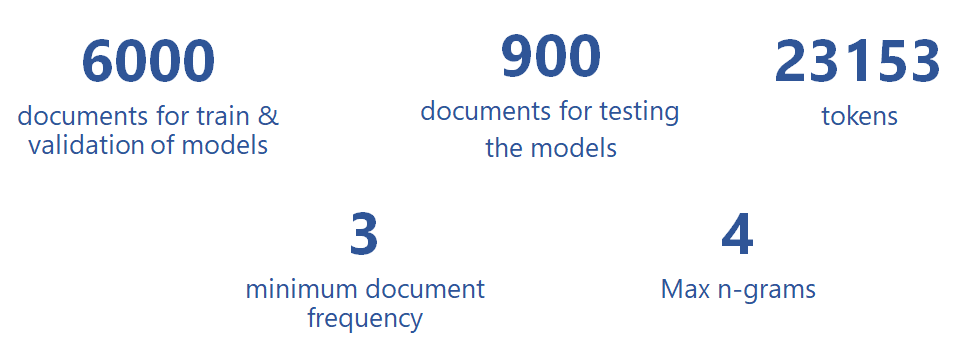 6000
documents for train &
validation of models
900
documents for testing
the models
23153
tokens
3
minimum document
frequency
4
Max n-grams